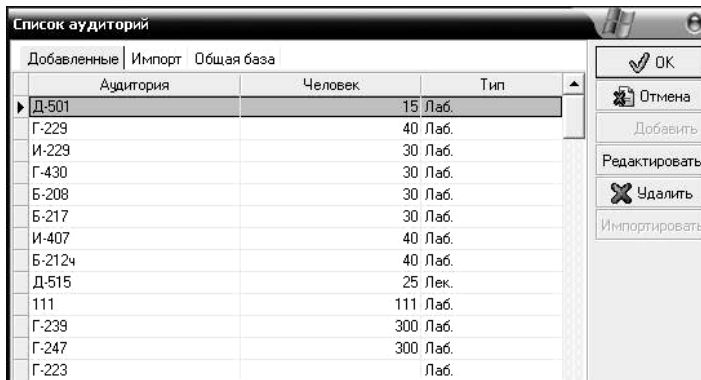 Список аудиторий
Добавленные Импорт Общая база
Аудитория Человек Тип
Д-501 15 Лаб.
Г-229 40 Лаб.
И-229 30 Лаб.
Г-430 30 Лаб.
Б-208 30 Лаб.
Б-217 30 Лаб.
И-407 40 Лаб.
Б-212ч 40 Лаб.
Д-515 25 Лек.
111 111 Лаб.
Г-239 300 Лаб.
Г-247 300 Лаб.
Г-223 Лаб.
OK
Отмена
Добавить
Редактировать
Удалить
Импортировать